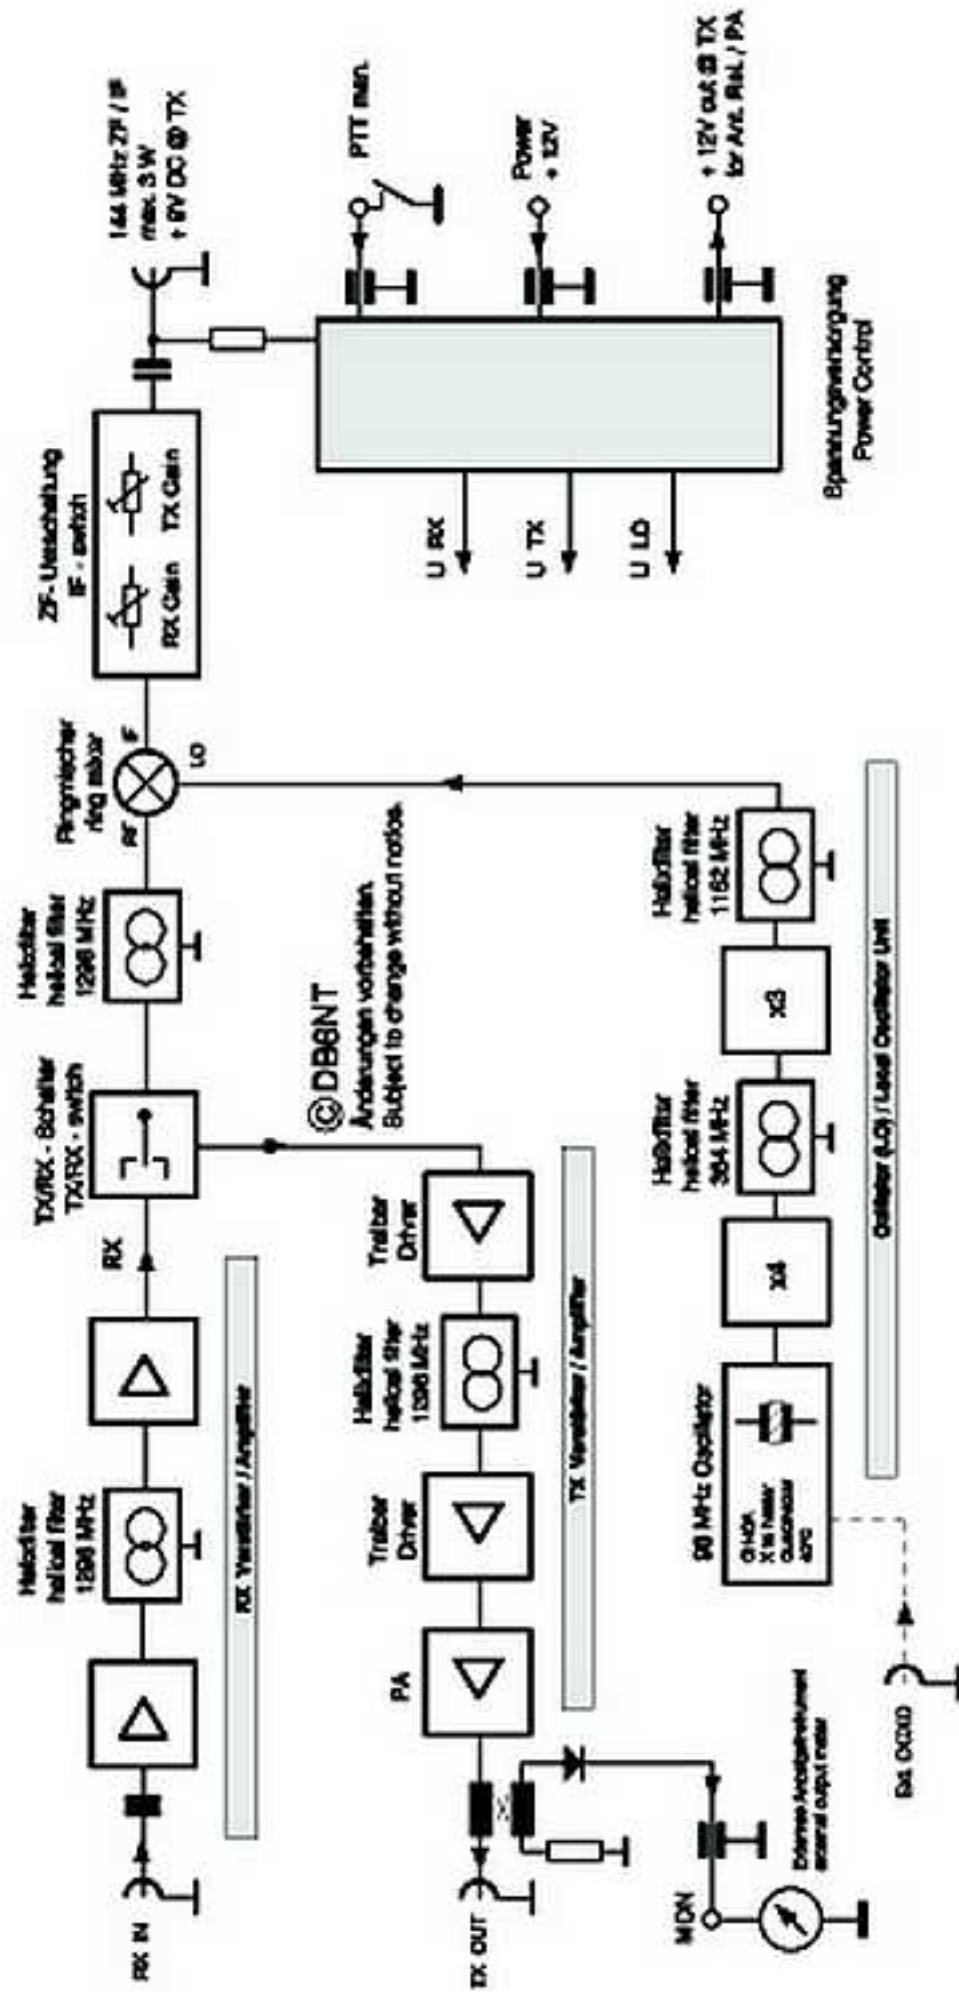 RX IN
Helixfilter
helical filter
1296 MHz
RX
TX/RX - Schalter
TX/RX - switch
Helixfilter
helical filter
1296 MHz
Ringmischer
ring mixer
RF
IF
LO
ZF-Umschaltung
IF - switch
RX Gain
TX Gain
144 MHz ZF / IF
max. 3 W
+ 9V DC @ TX
RX Verstärker / Amplifier
© DB6NT
Änderungen vorbehalten.
Subject to change without notice.
PTT man.
Power
+ 12V
+ 12V out @ TX
for Ant. Rel. / PA
U RX
U TX
U LO
Spannungsversorgung
Power Control
TX OUT
PA
Treiber
Driver
Helixfilter
helical filter
1296 MHz
Treiber
Driver
TX Verstärker / Amplifier
MON
external output meter
Ext. OCXO
Oscillator
x4
Helixfilter
helical filter
384 MHz
x3
Helixfilter
helical filter
1152 MHz
Oszillator (LO) / Local Oscillator Unit